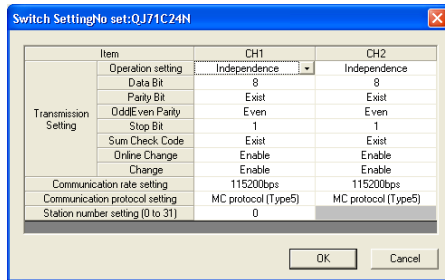 Switch SettingNo set:QJ71C24N
Item CH1 CH2
Operation setting Independence Independence
Data Bit 8 8
Parity Bit Exist Exist
Odd|Even Parity Even Even
Transmission Setting
Stop Bit 1 1
Sum Check Code Exist Exist
Online Change Enable Enable
Change Enable Enable
Communication rate setting 115200bps 115200bps
Communication protocol setting MC protocol (Type5) MC protocol (Type5)
Station number setting (0 to 31) 0
OK Cancel